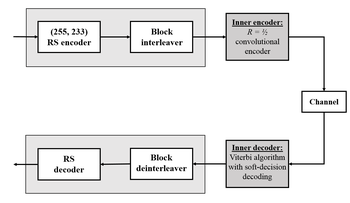 (255, 233)
RS encoder
Block
interleaver
Inner encoder:
R = ½
convolutional
encoder
Channel
RS
decoder
Block
deinterleaver
Inner decoder:
Viterbi algorithm
with soft-decision
decoding